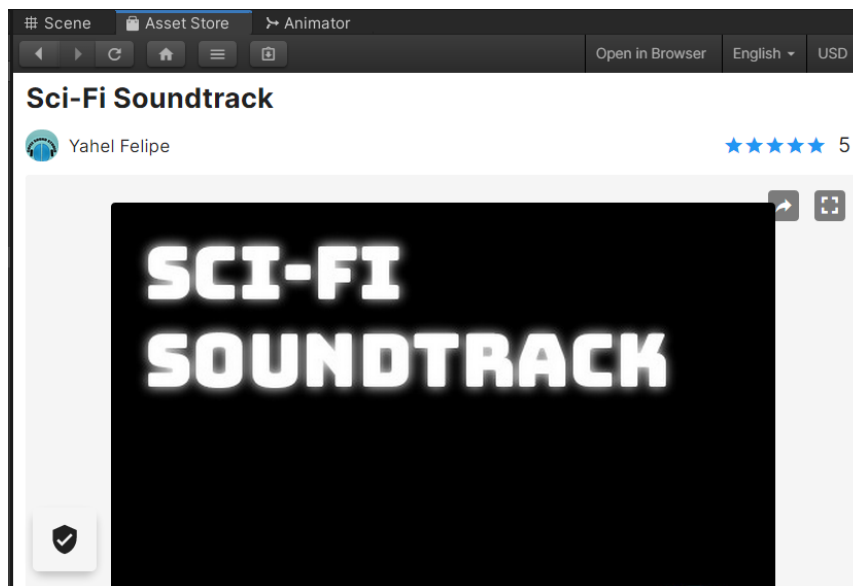 Scene Asset Store Animator
Open in Browser English USD
Sci-Fi Soundtrack
Yahel Felipe 5
SCI-FI
SOUNDTRACK